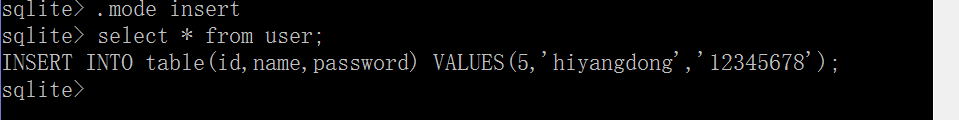 sqlite> .mode insert
sqlite> select * from user;
INSERT INTO table(id,name,password) VALUES(5,'hiyangdong','12345678');
sqlite>